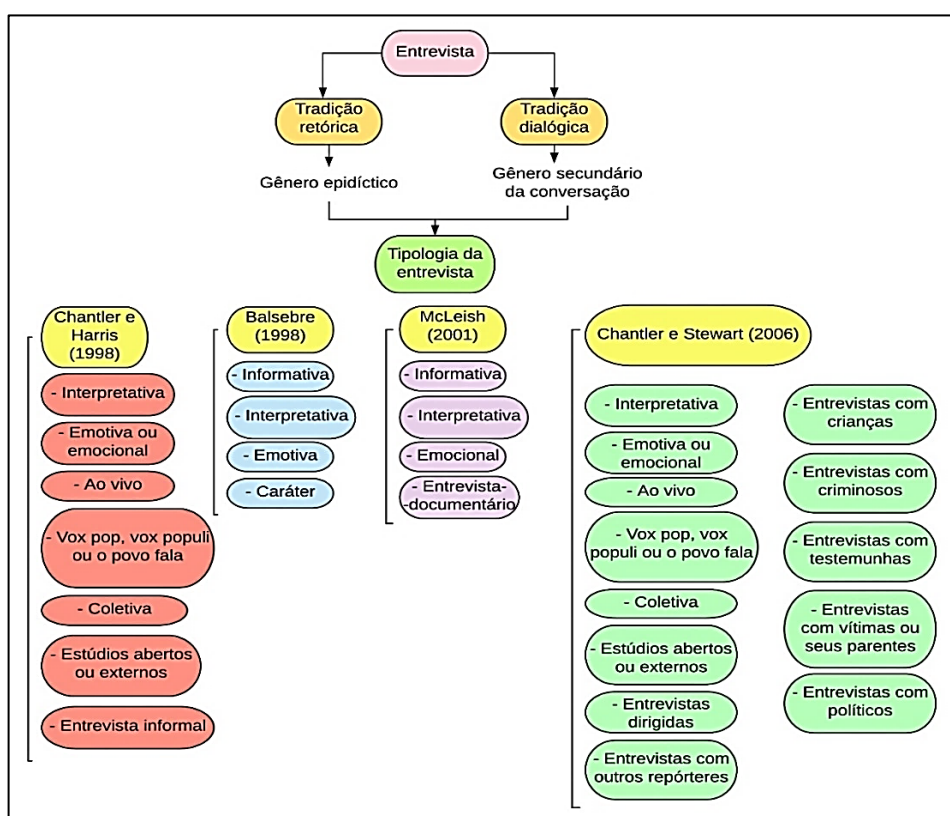 Entrevista
Tradição
retórica
Tradição
dialógica
Gênero epidíctico
Gênero secundário
da conversação
Tipologia da
entrevista
Chantler e
Harris
(1998)
- Interpretativa
- Emotiva ou
emocional
- Ao vivo
- Vox pop, vox populi
ou o povo fala
- Coletiva
- Estúdios abertos
ou externos
- Entrevista informal
Balsebre
(1998)
- Informativa
- Interpretativa
- Emotiva
- Caráter
McLeish
(2001)
- Informativa
- Interpretativa
- Emocional
- Entrevista-
-documentário
Chantler e Stewart (2006)
- Interpretativa
- Emotiva ou
emocional
- Ao vivo
- Vox pop, vox
populi ou o povo fala
- Coletiva
- Estúdios abertos
ou externos
- Entrevistas
dirigidas
- Entrevistas com
outros repórteres
- Entrevistas com
crianças
- Entrevistas com
criminosos
- Entrevistas com
testemunhas
- Entrevistas
com vítimas ou
seus parentes
- Entrevistas com
políticos